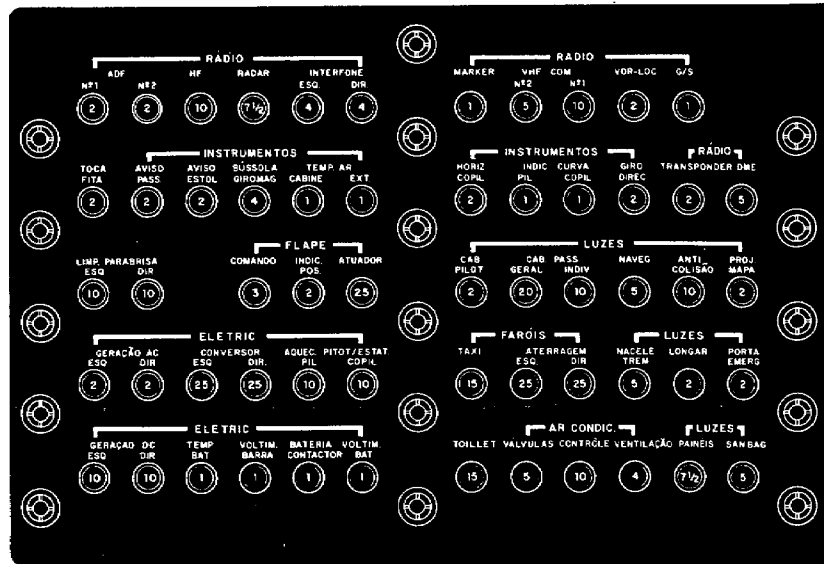 RÁDIO
ADF HF RADAR INTERFONE
Nº1 Nº2 ESQ. DIR
2 2 10 7 1/2 4 4
INSTRUMENTOS
TOCA AVISO AVISO BÚSSOLA TEMP. AR
FITA PASS ESTOL GIROMAG CABINE EXT.
2 2 2 4 1 1
FLAPE
LIMP. PARABRISA COMANDO INDIC. ATUADOR
ESQ DIR POS.
10 10 3 2 25
ELETRIC
GERAÇÃO AC CONVERSOR AQUEC. PITOT/ESTAT.
ESQ DIR ESQ DIR. PIL COPIL
2 2 25 25 10 10
ELETRIC
GERAÇÃO DC TEMP VOLTIM. BATERIA VOLTIM.
ESQ DIR BAT BARRA CONTACTOR BAT
10 10 1 1 1 1
RADIO
MARKER VHF COM VOR-LOC G/S
Nº2 Nº1
1 5 10 2 1
INSTRUMENTOS RÁDIO
HORIZ INDIC CURVA GIRO TRANSPONDER DME
COPIL PIL COPIL DIREC
2 1 1 2 2 5
LUZES
CAB CAB. PASS NAVEG ANTI PROJ.
PILOT GERAL INDIV COLISÃO MAPA
2 20 10 5 10 2
FARÓIS LUZES
TAXI ATERRAGEM NACELE LONGAR PORTA
ESQ. DIR TREM EMERG
15 25 25 5 2 2
AR CONDIC. LUZES
TOILLET VÁLVULAS CONTRÔLE VENTILAÇÃO PAINEIS SAN BAG
15 5 10 4 7 1/2 5